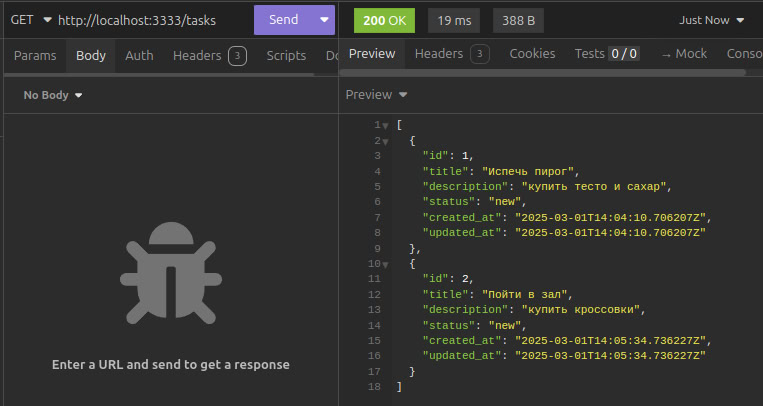 GET http://localhost:3333/tasks Send
200 OK 19 ms 388 B Just Now
Params Body Auth Headers 3 Scripts Do
Preview Headers 3 Cookies Tests 0 / 0 → Mock Conso
No Body
Preview
1 [
2 {
3 "id": 1,
4 "title": "Испечь пирог",
5 "description": "купить тесто и сахар",
6 "status": "new",
7 "created_at": "2025-03-01T14:04:10.706207Z",
8 "updated_at": "2025-03-01T14:04:10.706207Z"
9 },
10 {
11 "id": 2,
12 "title": "Пойти в зал",
13 "description": "купить кроссовки",
14 "status": "new",
15 "created_at": "2025-03-01T14:05:34.736227Z",
16 "updated_at": "2025-03-01T14:05:34.736227Z"
17 }
18 ]
Enter a URL and send to get a response